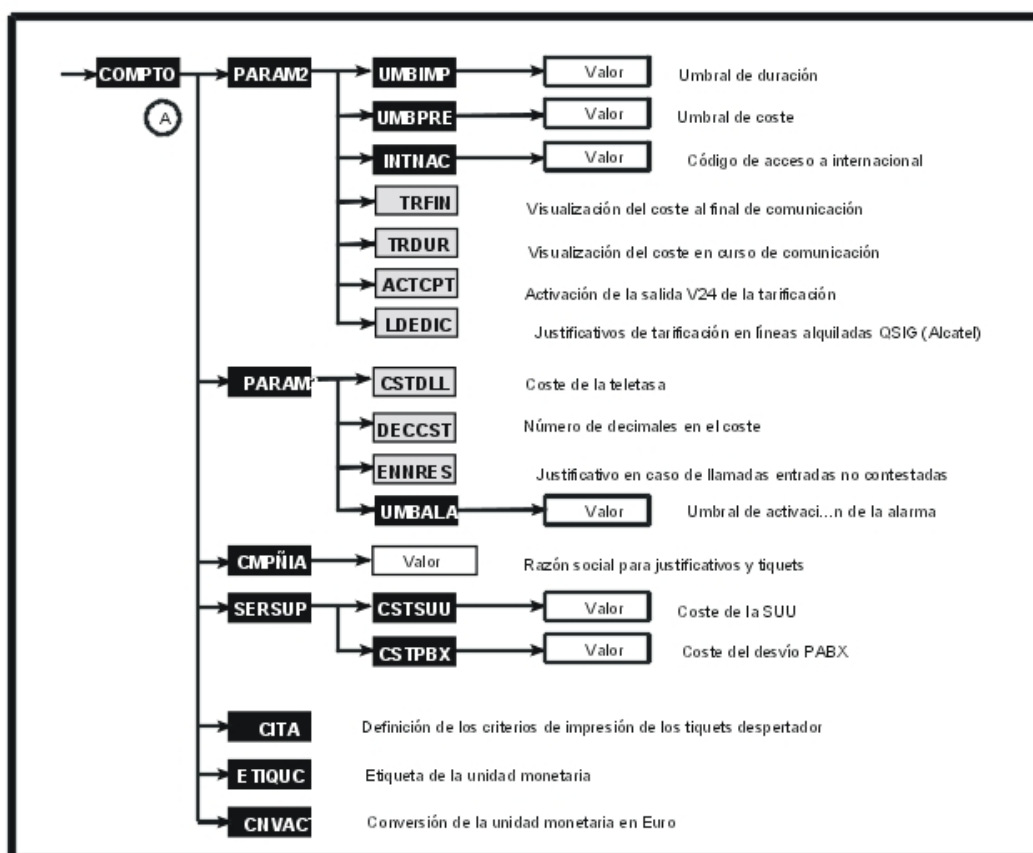 COMPTO PARAM2 UMBIMP Valor Umbral de duración
A UMBPRE Valor Umbral de coste
INTNAC Valor Código de acceso a internacional
TRFIN Visualización del coste al final de comunicación
TRDUR Visualización del coste en curso de comunicación
ACTCPT Activación de la salida V24 de la tarificación
LDEDIC Justificativos de tarificación en líneas alquiladas QSIG (Alcatel)
CSTDLL Coste de la teletasa
DECCST Número de decimales en el coste
ENNRES Justificativo en caso de llamadas entradas no contestadas
UMBALA Valor Umbral de activaci...n de la alarma
CMPÑIA Valor Razón social para justificativos y tiquets
SERSUP CSTSUU Valor Coste de la SUU
CSTPBX Valor Coste del desvío PABX
CITA Definición de los criterios de impresión de los tiquets despertador
ETIQUC Etiqueta de la unidad monetaria
CNVACT Conversión de la unidad monetaria en Euro